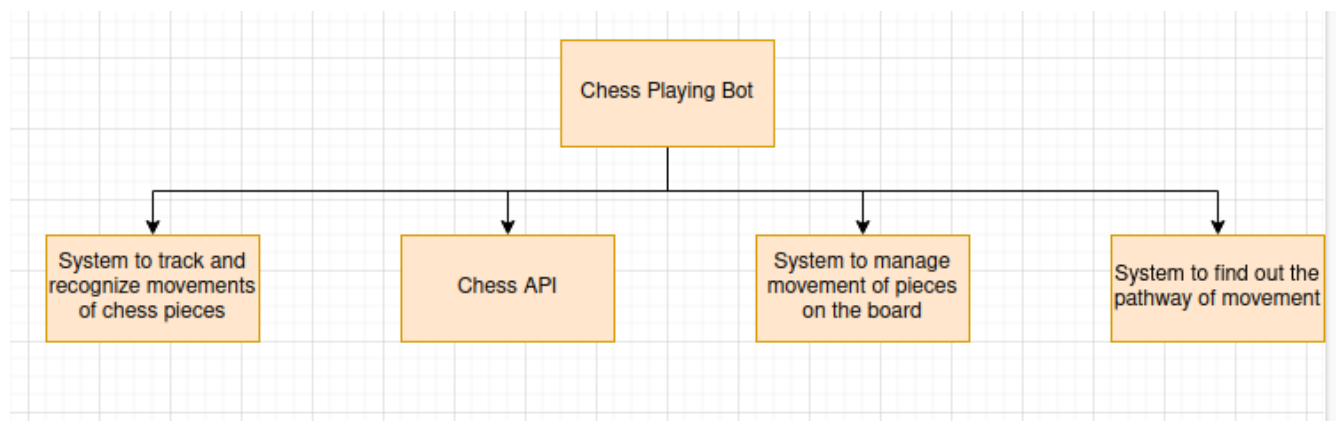 Chess Playing Bot
System to track and
recognize movements
of chess pieces
Chess API
System to manage
movement of pieces
on the board
System to find out the
pathway of movement